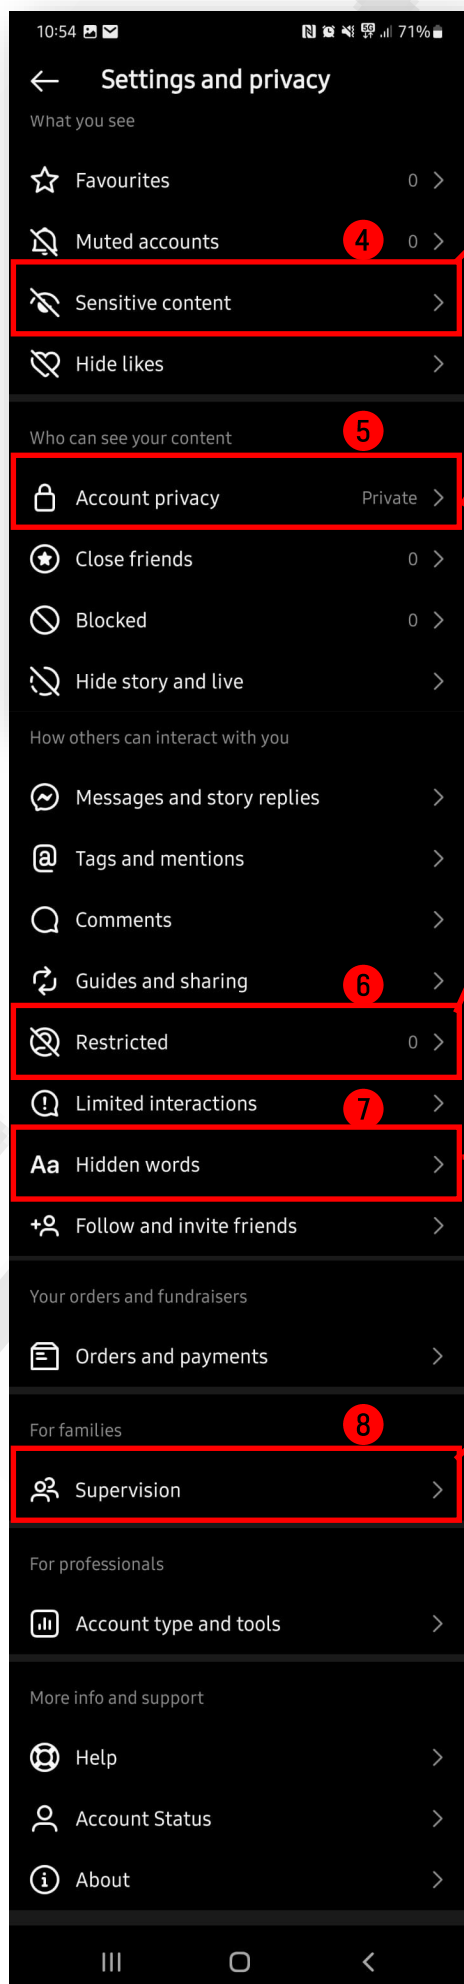 10:54 5G 71%
Settings and privacy
What you see
Favourites 0
Muted accounts 4 0
Sensitive content
Hide likes
Who can see your content 5
Account privacy Private
Close friends 0
Blocked 0
Hide story and live
How others can interact with you
Messages and story replies
Tags and mentions
Comments
Guides and sharing 6
Restricted 0
Limited interactions 7
Aa Hidden words
Follow and invite friends
Your orders and fundraisers
Orders and payments
For families 8
Supervision
For professionals
Account type and tools
More info and support
Help
Account Status
About